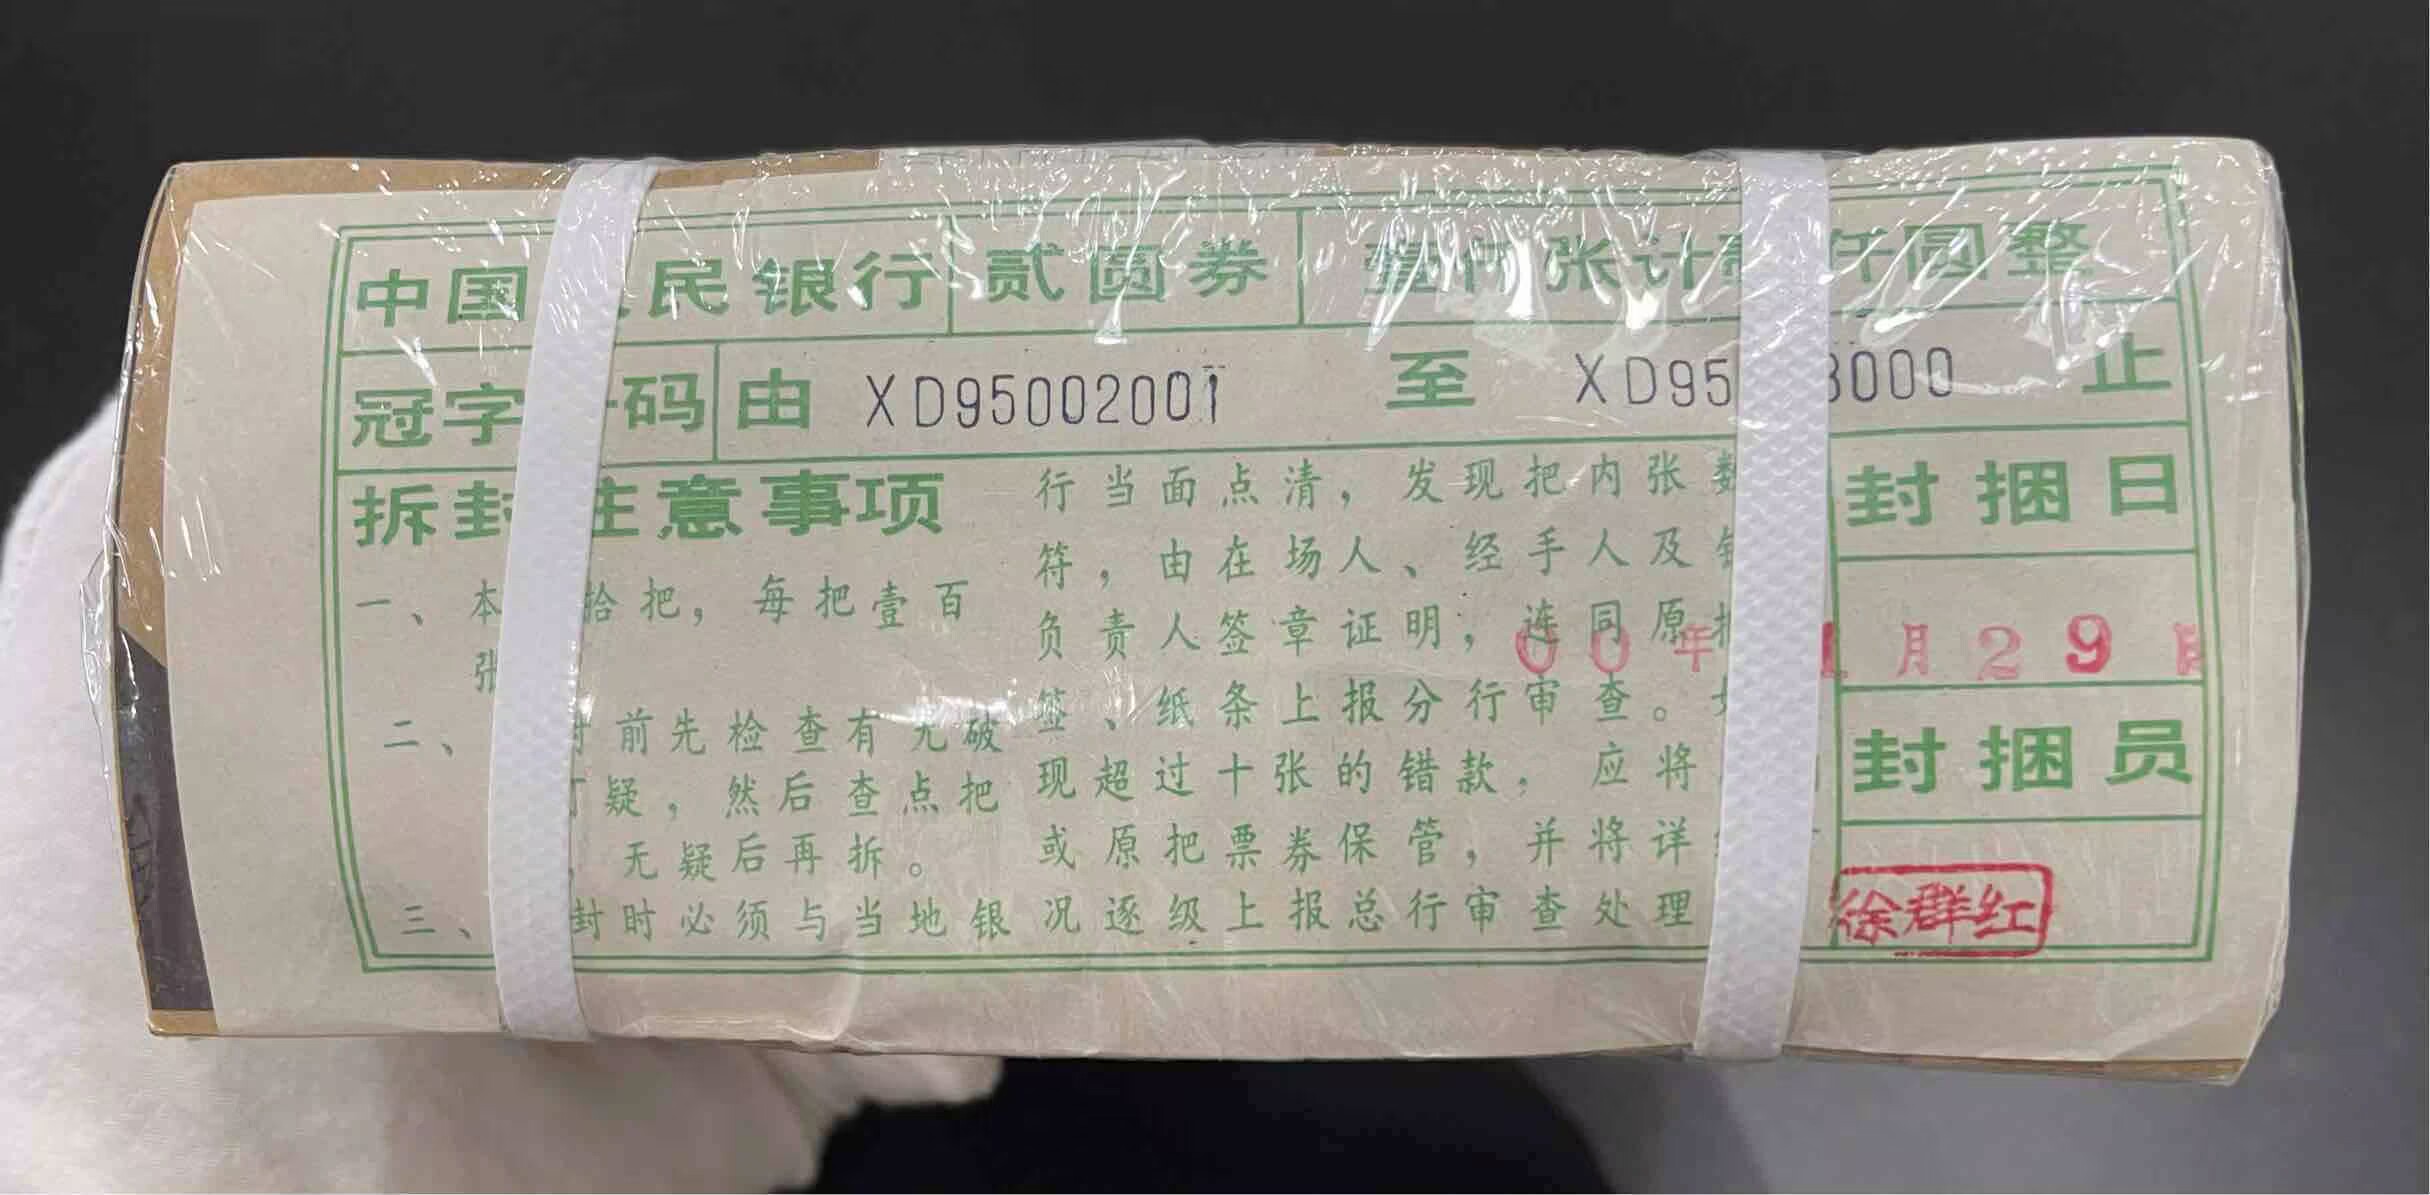 中国 民银行 贰圆券 壹仟张计 仟圆整
冠字 码 由 XD95002001 至 XD95 3000 止
拆封注意事项
一、本 拾把，每把壹百
张
二、 前先检查有无破
疑，然后查点把
无疑后再拆。
三、 封时必须与当地银
行当面点清，发现把内张数
符，由在场人、经手人及
负责人签章证明，连同原
签、纸条上报分行审查。
现超过十张的错款，应将
或原把票券保管，并将详
况逐级上报总行审查处理
封捆日
00年 1月29日
封捆员
徐群红